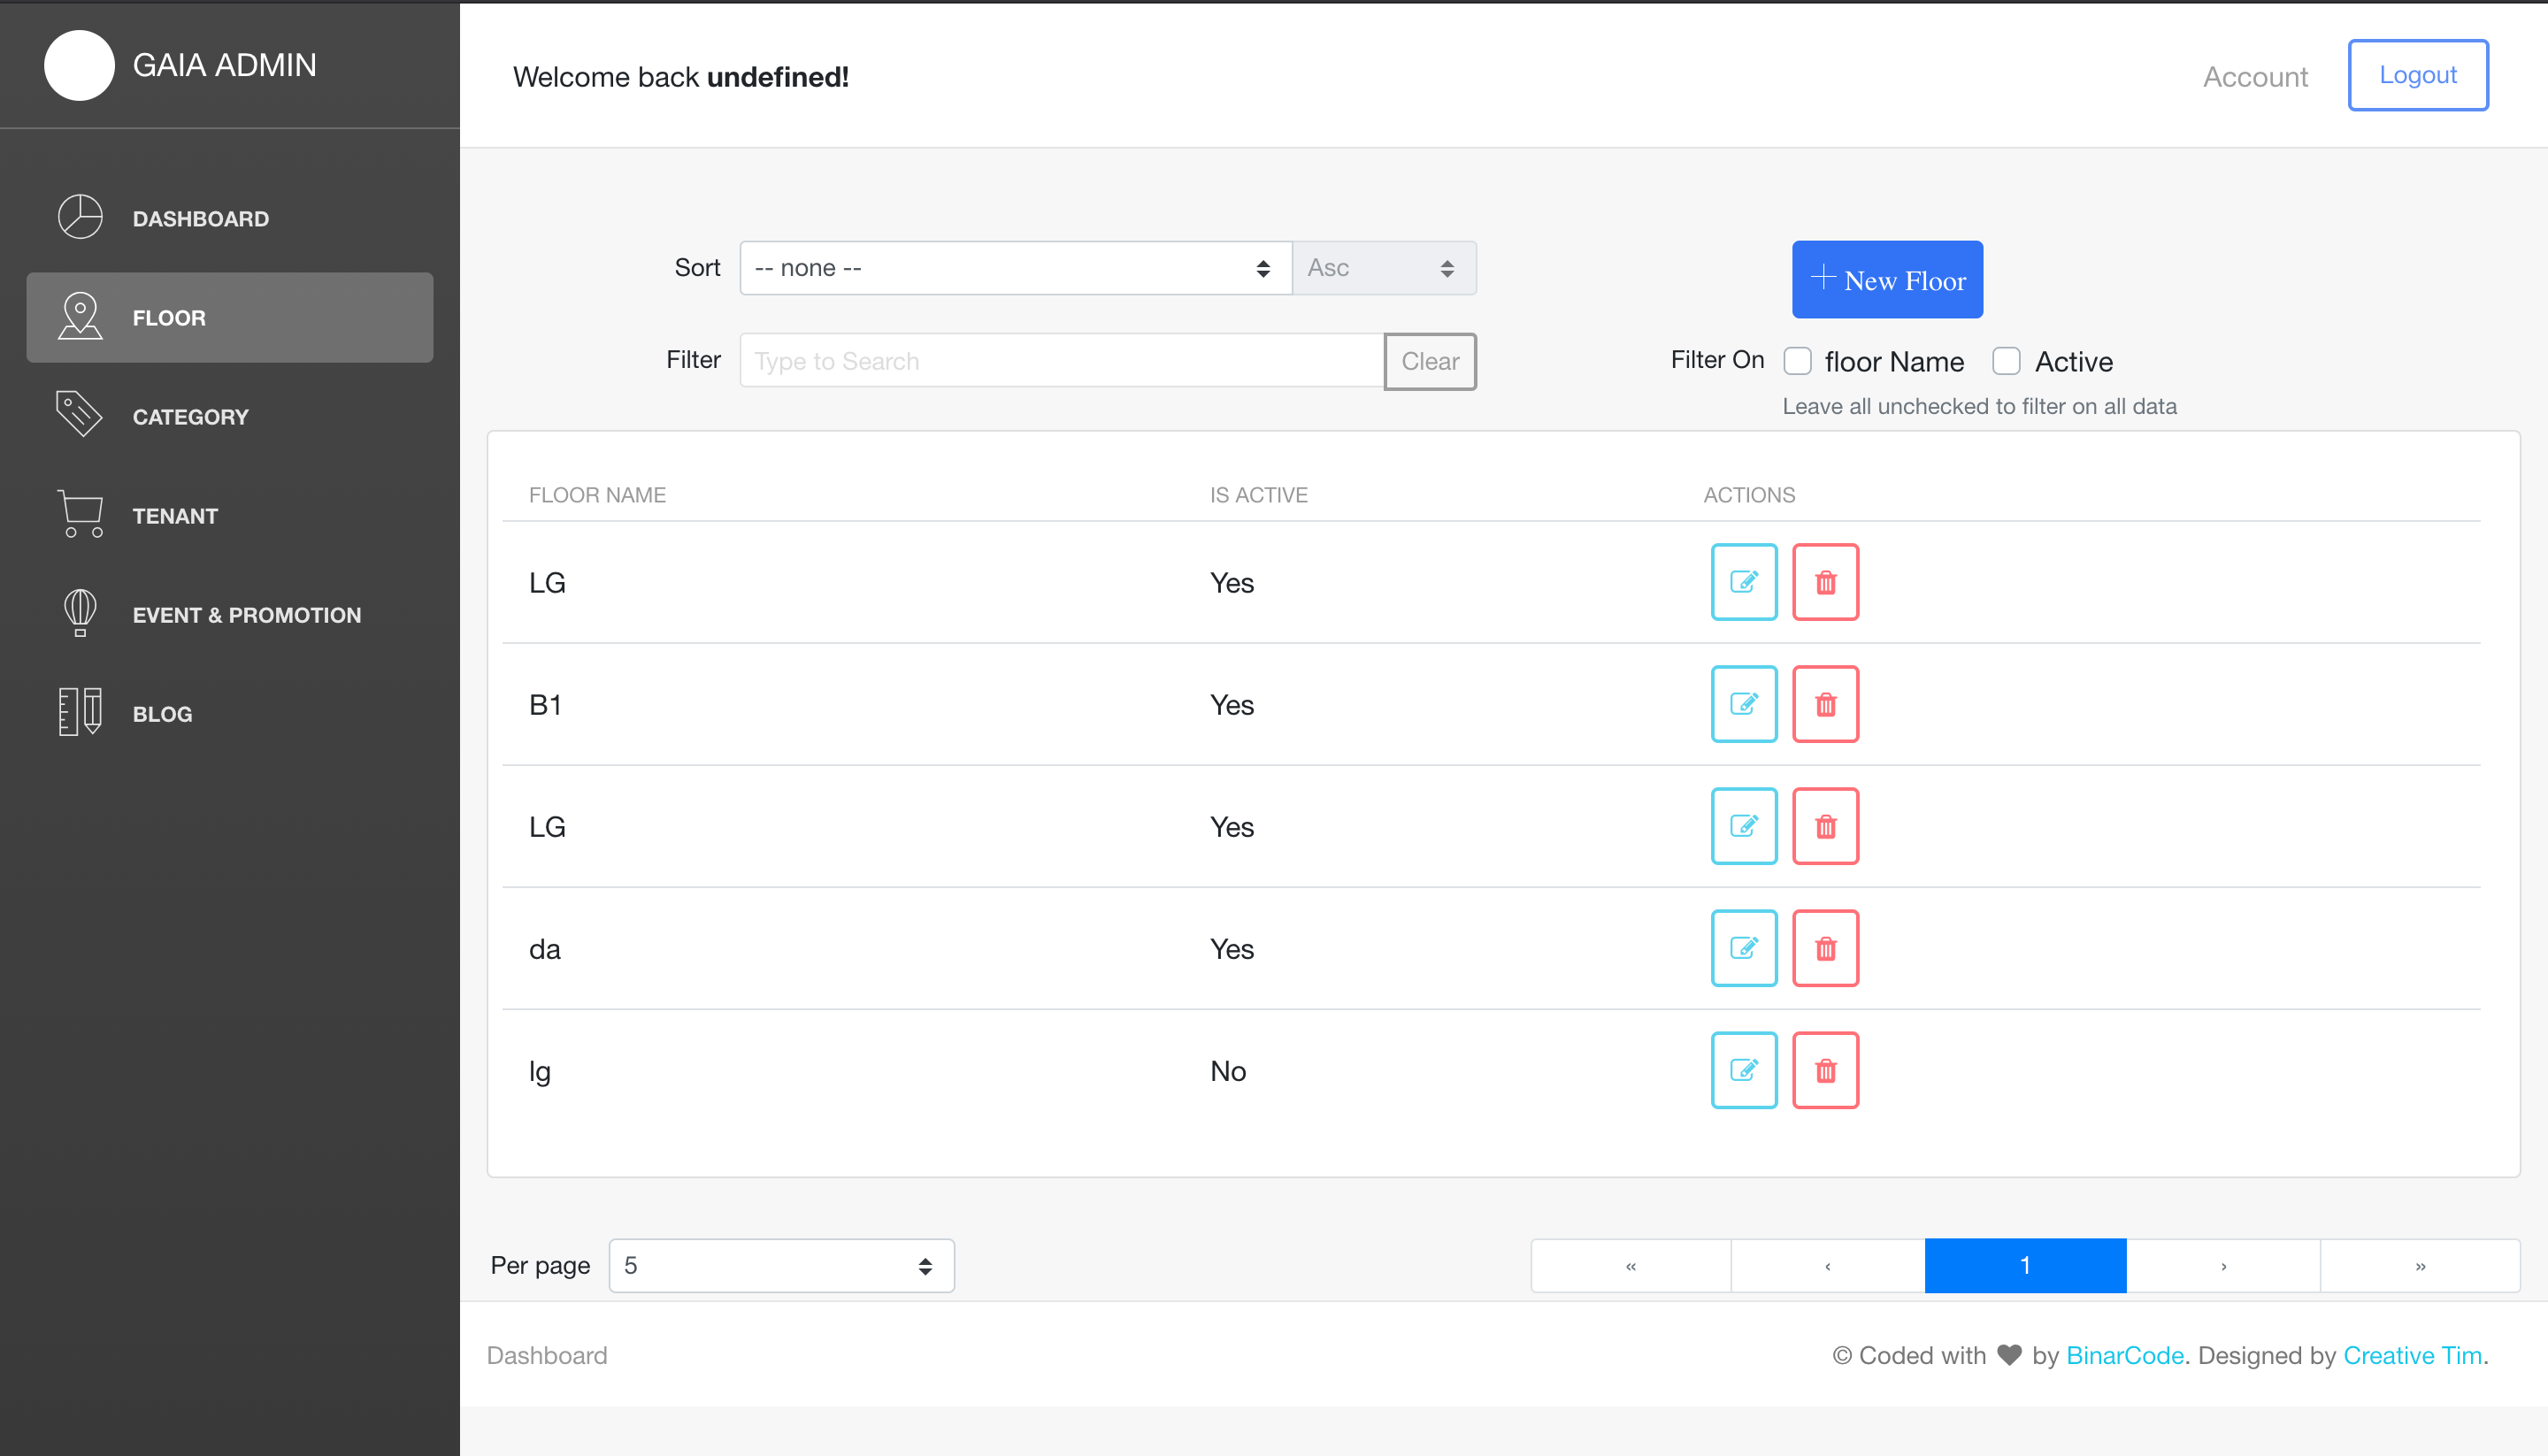 GAIA ADMIN
Welcome back undefined!
Account
Logout
DASHBOARD
FLOOR
CATEGORY
TENANT
EVENT & PROMOTION
BLOG
Sort
-- none --
Asc
New Floor
Filter
Type to Search
Clear
Filter On
floor Name
Active
Leave all unchecked to filter on all data
FLOOR NAME IS ACTIVE ACTIONS
LG Yes
B1 Yes
LG Yes
da Yes
lg No
Per page
5
« ‹ 1 › »
Dashboard
© Coded with ♥ by BinarCode. Designed by Creative Tim.